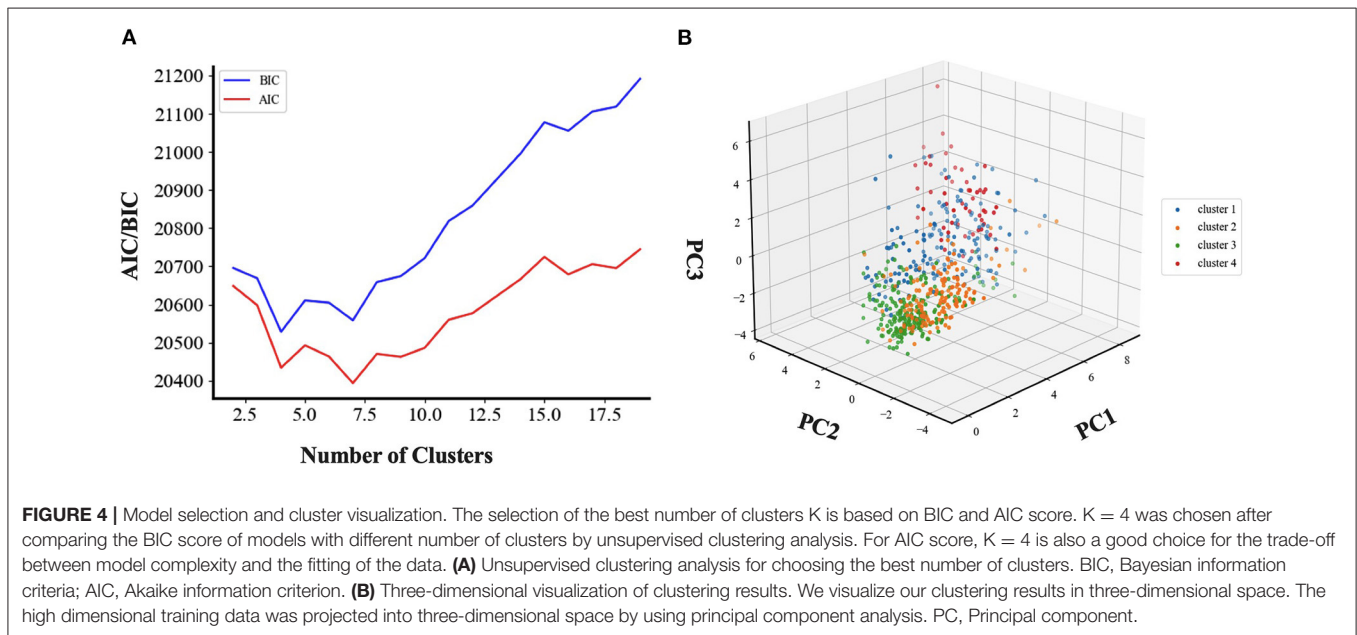 A
21200
21100
21000
20900
20800
20700
20600
20500
20400
AIC/BIC
BIC
AIC
2.5 5.0 7.5 10.0 12.5 15.0 17.5
Number of Clusters
B
6
4
2
0
−2
−4
PC3
6 4 2 0 −2 −4
PC2
0 2 4 6 8
PC1
cluster 1
cluster 2
cluster 3
cluster 4
FIGURE 4 | Model selection and cluster visualization. The selection of the best number of clusters K is based on BIC and AIC score. K = 4 was chosen after
comparing the BIC score of models with different number of clusters by unsupervised clustering analysis. For AIC score, K = 4 is also a good choice for the trade-off
between model complexity and the fitting of the data. (A) Unsupervised clustering analysis for choosing the best number of clusters. BIC, Bayesian information
criteria; AIC, Akaike information criterion. (B) Three-dimensional visualization of clustering results. We visualize our clustering results in three-dimensional space. The
high dimensional training data was projected into three-dimensional space by using principal component analysis. PC, Principal component.